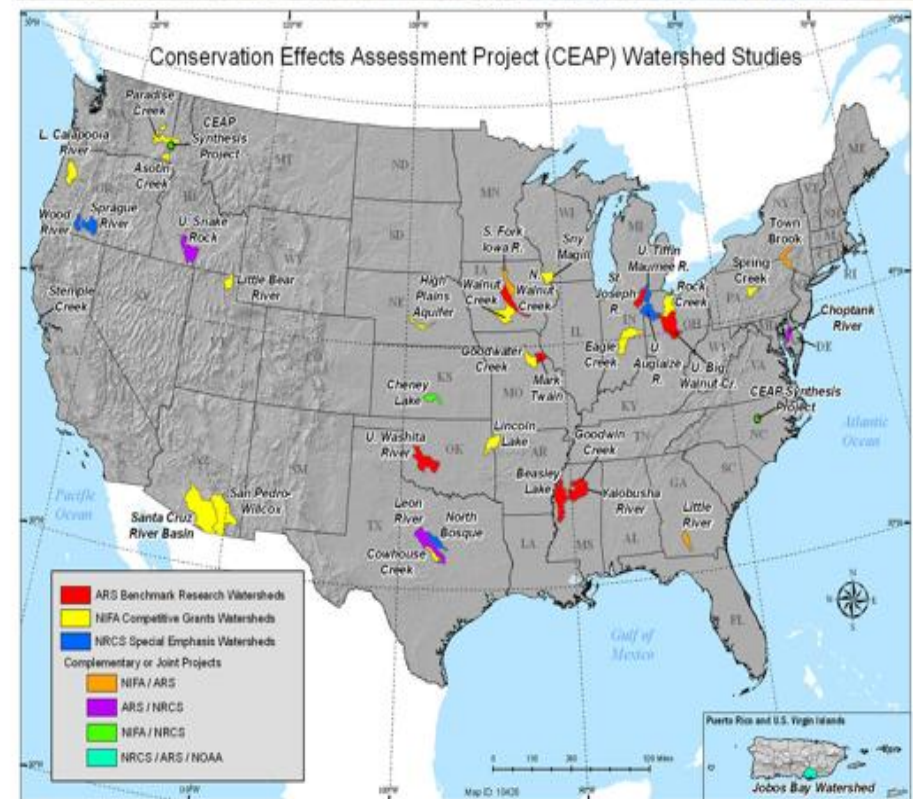 Conservation Effects Assessment Project (CEAP) Watershed Studies
Paradise
Creek
CEAP
Synthesis
Project
L. Calapooia
River
Asotin
Creek
Wood
River
Sprague
River
U. Snake
Rock
Little Bear
River
Stemple
Creek
Santa Cruz
River Basin
San Pedro-
Willcox
High
Plains
Aquifer
S. Fork
Iowa R.
Walnut
Creek
N.
Walnut
Creek
Sny
Magill
Goodwater
Creek
Mark
Twain
Cheney
Lake
U. Washita
River
Lincoln
Lake
Leon
River
North
Bosque
Cowhouse
Creek
Beasley
Lake
Goodwin
Creek
Yalobusha
River
Little
River
St
Joseph
R.
U. Tiffin
Maumee R.
Rock
Creek
Eagle
Creek
U.
Auglaize
R.
U. Big
Walnut Cr.
Spring
Creek
Town
Brook
Choptank
River
CEAP Synthesis
Project
MT
ND
SD
NE
KS
OK
TX
MN
IA
MO
AR
LA
WI
IL
MI
IN
OH
KY
TN
MS
AL
GA
FL
SC
NC
VA
WV
PA
NY
ME
RI
DE
OR
CA
WY
Pacific
Ocean
Atlantic
Ocean
Gulf of
Mexico
ARS Benchmark Research Watersheds
NIFA Competitive Grants Watersheds
NRCS Special Emphasis Watersheds
Complementary or Joint Projects
NIFA / ARS
ARS / NRCS
NIFA / NRCS
NRCS / ARS / NOAA
N
E
S
Puerto Rico and U.S. Virgin Islands
Jobos Bay Watershed